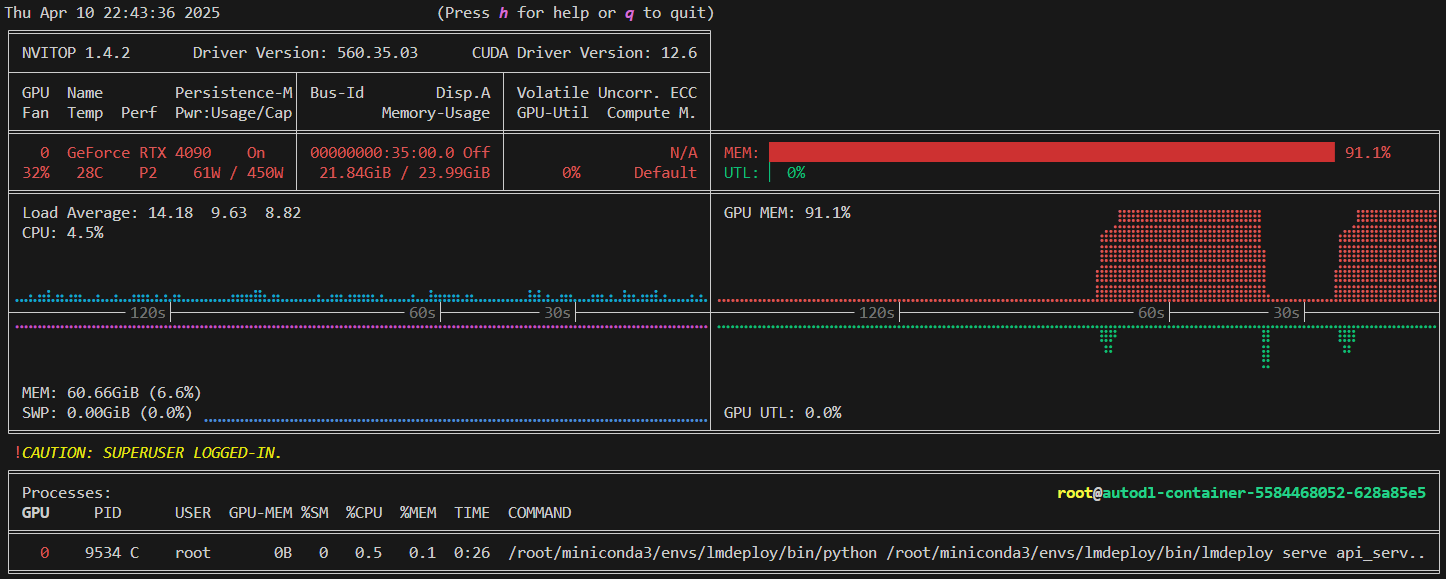 Thu Apr 10 22:43:36 2025 (Press h for help or q to quit)
NVITOP 1.4.2 Driver Version: 560.35.03 CUDA Driver Version: 12.6
GPU Name Persistence-M Bus-Id Disp.A Volatile Uncorr. ECC
Fan Temp Perf Pwr:Usage/Cap Memory-Usage GPU-Util Compute M.
0 GeForce RTX 4090 On 00000000:35:00.0 Off N/A MEM: 91.1%
32% 28C P2 61W / 450W 21.84GiB / 23.99GiB 0% Default UTL: 0%
Load Average: 14.18 9.63 8.82 GPU MEM: 91.1%
CPU: 4.5%
120s 60s 30s 120s 60s 30s
MEM: 60.66GiB (6.6%)
SWP: 0.00GiB (0.0%) GPU UTL: 0.0%
!CAUTION: SUPERUSER LOGGED-IN.
Processes: root@autodl-container-5584468052-628a85e5
GPU PID USER GPU-MEM %SM %CPU %MEM TIME COMMAND
0 9534 C root 0B 0 0.5 0.1 0:26 /root/miniconda3/envs/lmdeploy/bin/python /root/miniconda3/envs/lmdeploy/bin/lmdeploy serve api_serv..